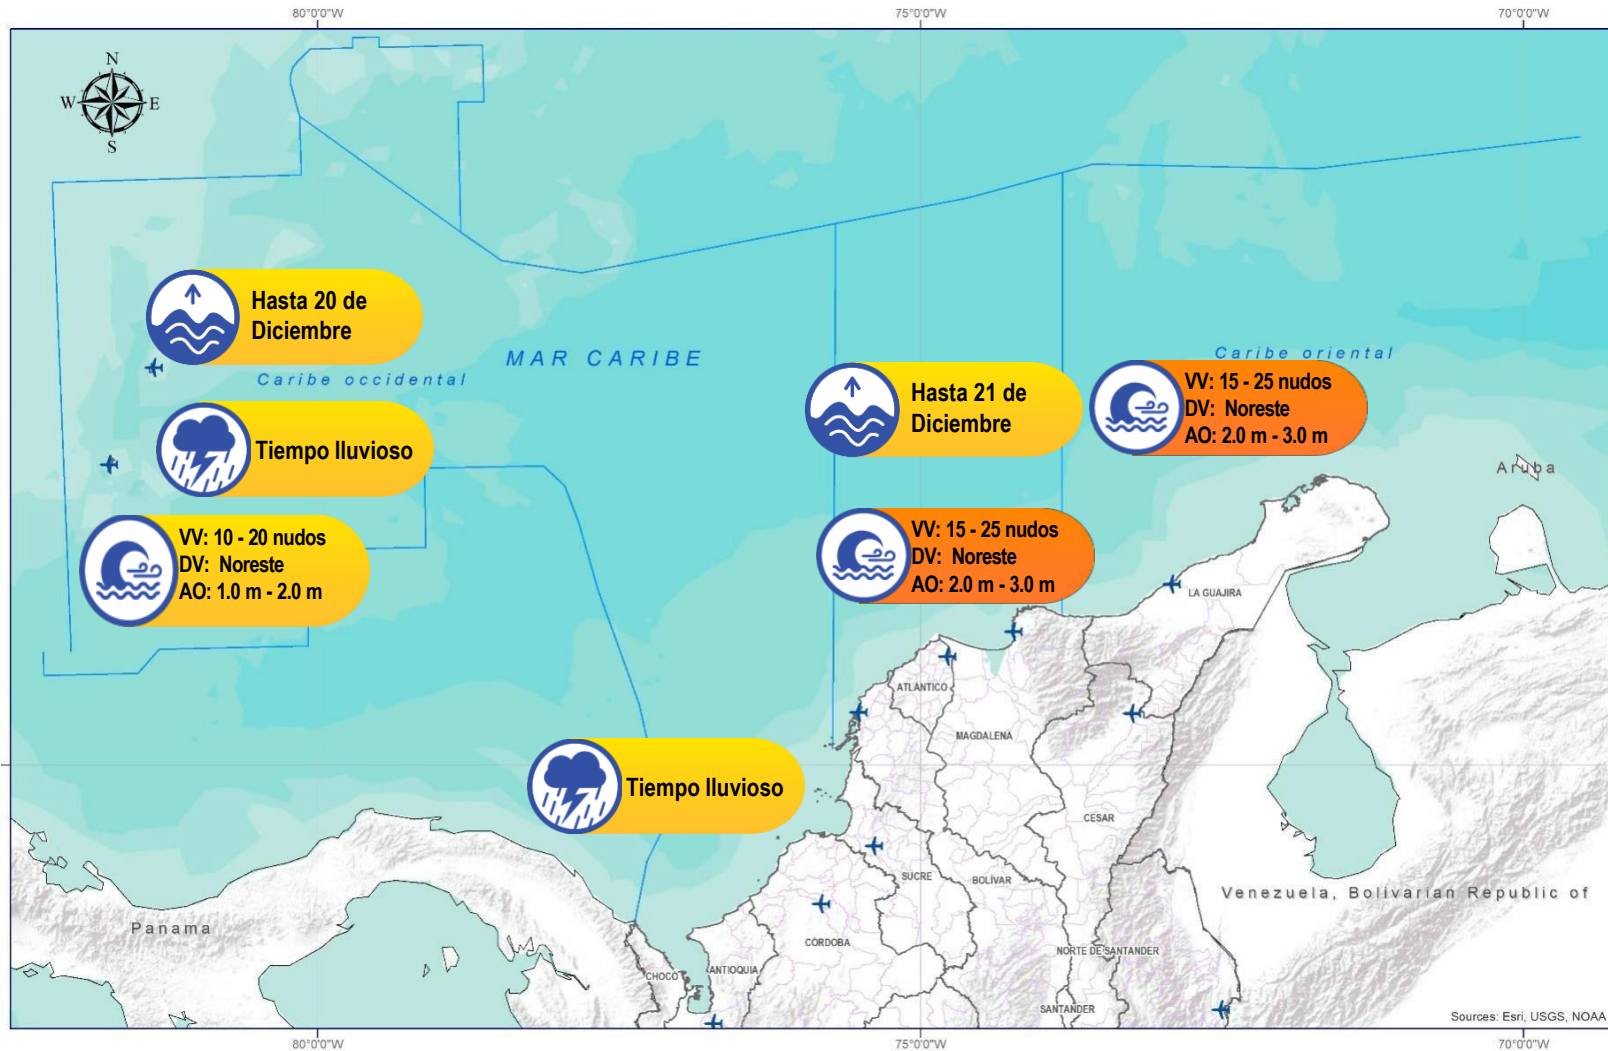 80°0'0"W
75°0'0"W
70°0'0"W
N
W
E
S
Hasta 20 de
Diciembre
MAR CARIBE
Caribe occidental
Caribe oriental
Hasta 21 de
Diciembre
VV: 15 - 25 nudos
DV: Noreste
AO: 2.0 m - 3.0 m
Tiempo lluvioso
Aruba
VV: 10 - 20 nudos
DV: Noreste
AO: 1.0 m - 2.0 m
VV: 15 - 25 nudos
DV: Noreste
AO: 2.0 m - 3.0 m
LA GUAJIRA
ATLÁNTICO
MAGDALENA
Tiempo lluvioso
CESAR
SUCRE
BOLÍVAR
Venezuela, Bolivarian Republic of
Panama
CÓRDOBA
NORTE DE SANTANDER
CHOCÓ
ANTIOQUIA
SANTANDER
Sources: Esri, USGS, NOAA
80°0'0"W
75°0'0"W
70°0'0"W